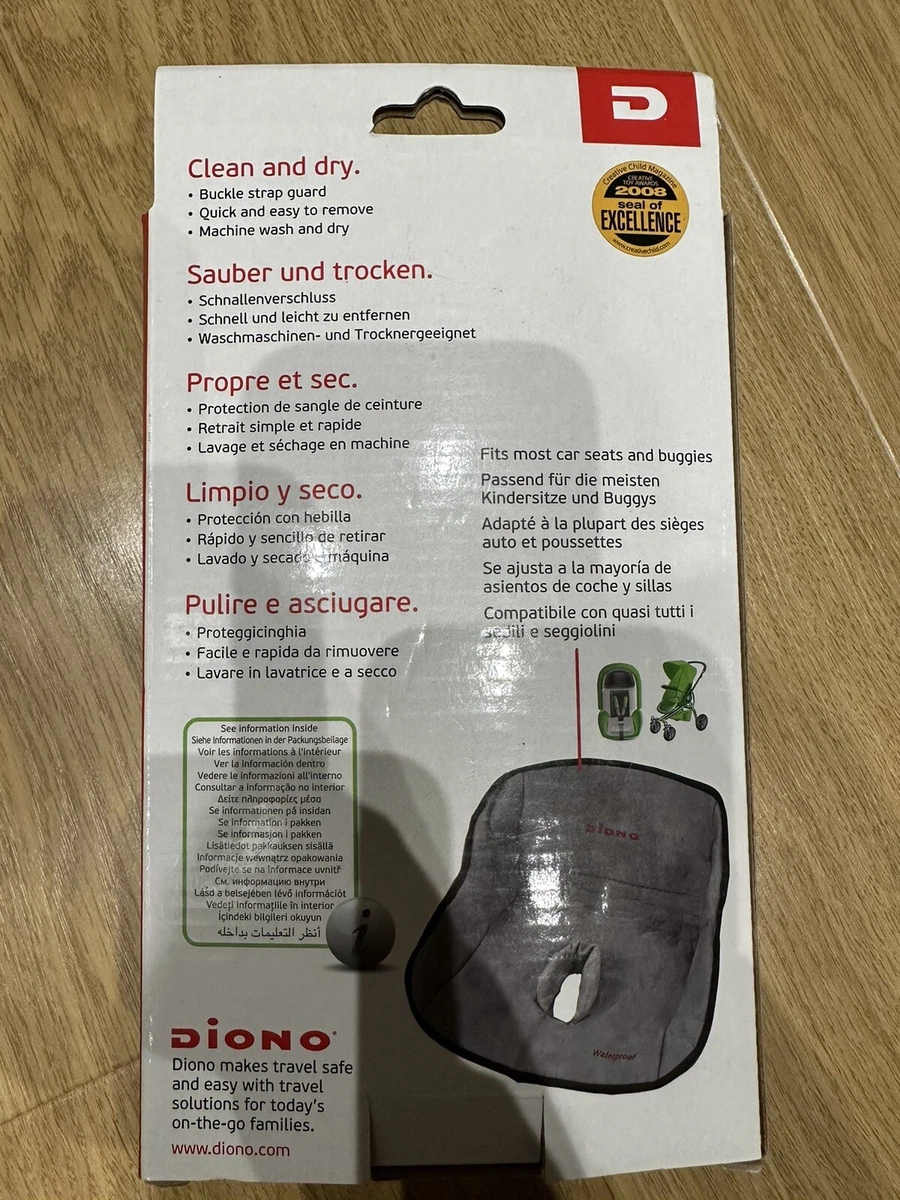 D
Creative Child Magazine
CREATIVE
TOY AWARDS
2008
seal of
EXCELLENCE
www.creativechild.com
Clean and dry.
• Buckle strap guard
• Quick and easy to remove
• Machine wash and dry
Sauber und trocken.
• Schnallenverschluss
• Schnell und leicht zu entfernen
• Waschmaschinen- und Trocknergeeignet
Propre et sec.
• Protection de sangle de ceinture
• Retrait simple et rapide
• Lavage et séchage en machine
Limpio y seco.
• Protección con hebilla
• Rápido y sencillo de retirar
• Lavado y secado máquina
Pulire e asciugare.
• Proteggicinghia
• Facile e rapida da rimuovere
• Lavare in lavatrice e a secco
Fits most car seats and buggies
Passend für die meisten
Kindersitze und Buggys
Adapté à la plupart des sièges
auto et poussettes
Se ajusta a la mayoría de
asientos de coche y sillas
Compatibile con quasi tutti i
sedili e seggiolini
See information inside
Siehe Informationen in der Packungsbeilage
Voir les informations à l'intérieur
Ver la información dentro
Vedere le informazioni all'interno
Consultar a informação no interior
Δείτε πληροφορίες μέσα
Se informationen på insidan
Se information i pakken
Se informasjon i pakken
Lisätiedot pakkauksen sisällä
Informacje wewnątrz opakowania
Podívejte se na informace uvnitř
См. информацию внутри
Lásd a belsejében lévő információt
Vedeți informațiile în interior
İçindeki bilgileri okuyun
أنظر التعليمات بداخله
i
DIONO
Waterproof
DIONO®
Diono makes travel safe
and easy with travel
solutions for today's
on-the-go families.
www.diono.com